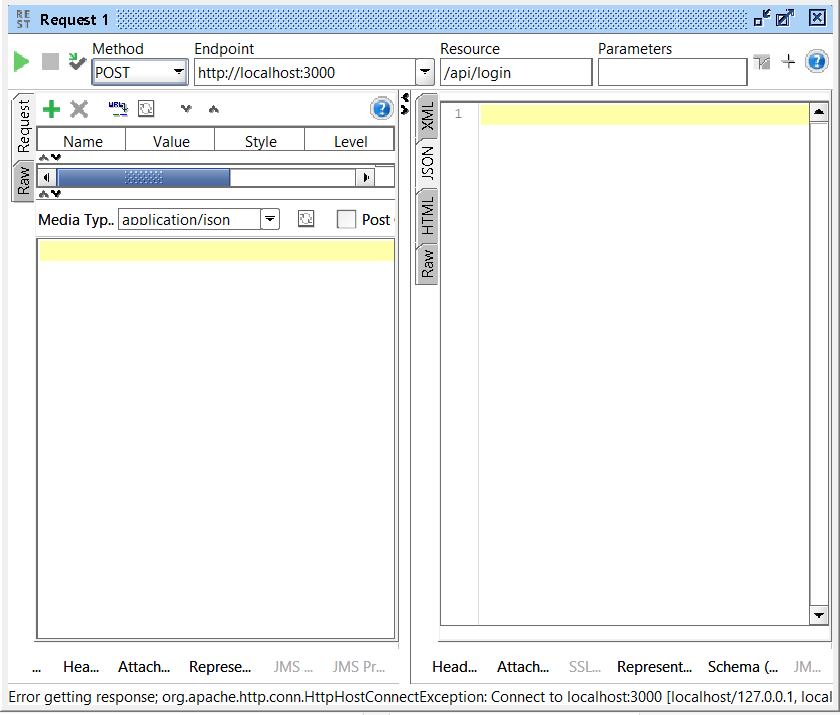 RE
ST
Request 1
Method
Endpoint
Resource
Parameters
POST
http://localhost:3000
/api/login
Request
Raw
Name
Value
Style
Level
Media Typ..
application/json
Post
XML
JSON
HTML
Raw
1
...
Hea...
Attach...
Represe...
JMS ...
JMS Pr...
Head...
Attach...
SSL...
Represent...
Schema (...
JM...
Error getting response; org.apache.http.conn.HttpHostConnectException: Connect to localhost:3000 [localhost/127.0.0.1, local